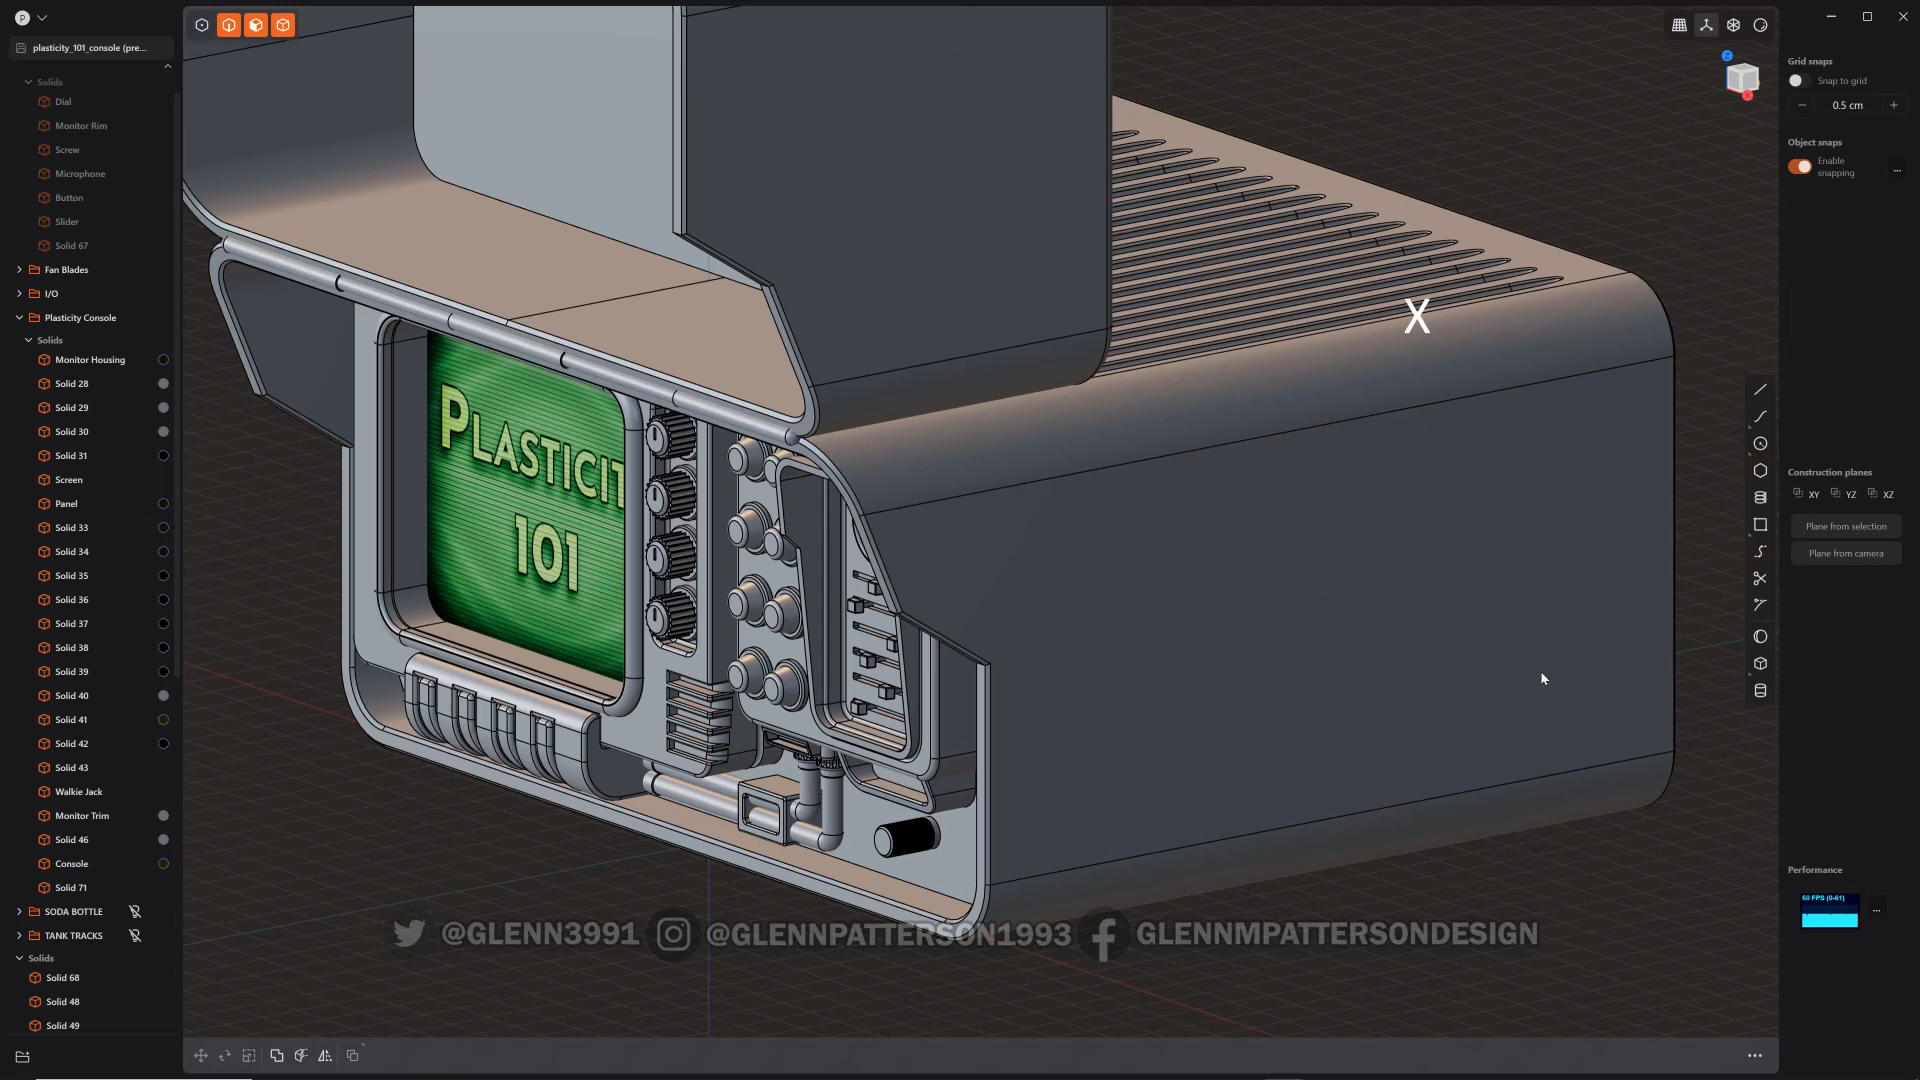 P
plasticity_101_console (pre...
Solids
Dial
Monitor Rim
Screw
Microphone
Button
Slider
Solid 67
Fan Blades
I/O
Plasticity Console
Solids
Monitor Housing
Solid 28
Solid 29
Solid 30
Solid 31
Screen
Panel
Solid 33
Solid 34
Solid 35
Solid 36
Solid 37
Solid 38
Solid 39
Solid 40
Solid 41
Solid 42
Solid 43
Walkie Jack
Monitor Trim
Solid 46
Console
Solid 71
SODA BOTTLE
TANK TRACKS
Solids
Solid 68
Solid 48
Solid 49
PLASTICIT
101
X
@GLENN3991 @GLENNPATTERSON1993 GLENNMPATTERSONDESIGN
Z
X
Grid snaps
Snap to grid
0.5 cm
Object snaps
Enable
snapping
...
Construction planes
XY YZ XZ
Plane from selection
Plane from camera
Performance
60 FPS (0-61)
...